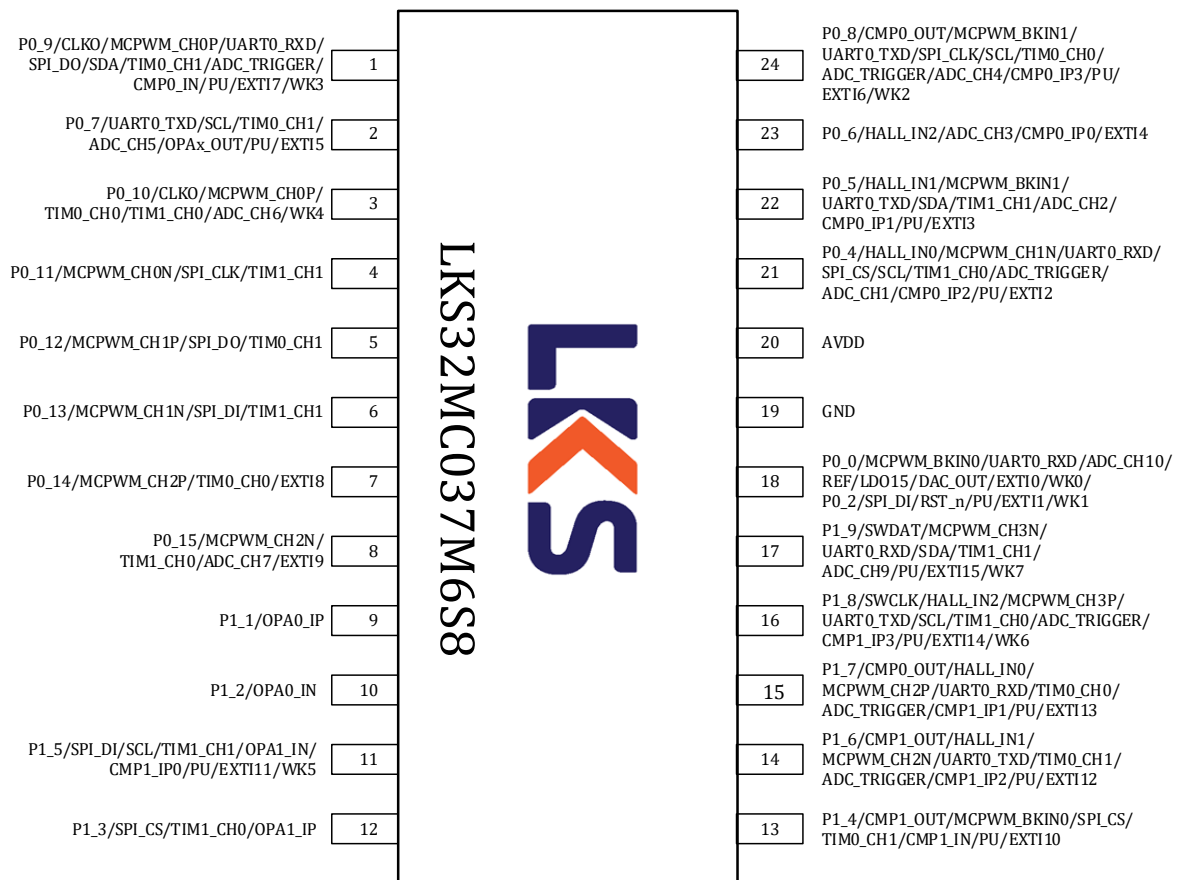 P0_9/CLKO/MCPWM_CH0P/UART0_RXD/
SPI_DO/SDA/TIM0_CH1/ADC_TRIGGER/
CMP0_IN/PU/EXTI7/WK3
1
P0_7/UART0_TXD/SCL/TIM0_CH1/
ADC_CH5/OPAx_OUT/PU/EXTI5
2
P0_10/CLKO/MCPWM_CH0P/
TIM0_CH0/TIM1_CH0/ADC_CH6/WK4
3
P0_11/MCPWM_CH0N/SPI_CLK/TIM1_CH1
4
P0_12/MCPWM_CH1P/SPI_DO/TIM0_CH1
5
P0_13/MCPWM_CH1N/SPI_DI/TIM1_CH1
6
P0_14/MCPWM_CH2P/TIM0_CH0/EXTI8
7
P0_15/MCPWM_CH2N/
TIM1_CH0/ADC_CH7/EXTI9
8
P1_1/OPA0_IP
9
P1_2/OPA0_IN
10
P1_5/SPI_DI/SCL/TIM1_CH1/OPA1_IN/
CMP1_IP0/PU/EXTI11/WK5
11
P1_3/SPI_CS/TIM1_CH0/OPA1_IP
12
LKS32MC037M6S8
LKS
24
P0_8/CMP0_OUT/MCPWM_BKIN1/
UART0_TXD/SPI_CLK/SCL/TIM0_CH0/
ADC_TRIGGER/ADC_CH4/CMP0_IP3/PU/
EXTI6/WK2
23
P0_6/HALL_IN2/ADC_CH3/CMP0_IP0/EXTI4
22
P0_5/HALL_IN1/MCPWM_BKIN1/
UART0_TXD/SDA/TIM1_CH1/ADC_CH2/
CMP0_IP1/PU/EXTI3
21
P0_4/HALL_IN0/MCPWM_CH1N/UART0_RXD/
SPI_CS/SCL/TIM1_CH0/ADC_TRIGGER/
ADC_CH1/CMP0_IP2/PU/EXTI2
20
AVDD
19
GND
18
P0_0/MCPWM_BKIN0/UART0_RXD/ADC_CH10/
REF/LDO15/DAC_OUT/EXTI0/WK0/
P0_2/SPI_DI/RST_n/PU/EXTI1/WK1
17
P1_9/SWDAT/MCPWM_CH3N/
UART0_RXD/SDA/TIM1_CH1/
ADC_CH9/PU/EXTI15/WK7
16
P1_8/SWCLK/HALL_IN2/MCPWM_CH3P/
UART0_TXD/SCL/TIM1_CH0/ADC_TRIGGER/
CMP1_IP3/PU/EXTI14/WK6
15
P1_7/CMP0_OUT/HALL_IN0/
MCPWM_CH2P/UART0_RXD/TIM0_CH0/
ADC_TRIGGER/CMP1_IP1/PU/EXTI13
14
P1_6/CMP1_OUT/HALL_IN1/
MCPWM_CH2N/UART0_TXD/TIM0_CH1/
ADC_TRIGGER/CMP1_IP2/PU/EXTI12
13
P1_4/CMP1_OUT/MCPWM_BKIN0/SPI_CS/
TIM0_CH1/CMP1_IN/PU/EXTI10